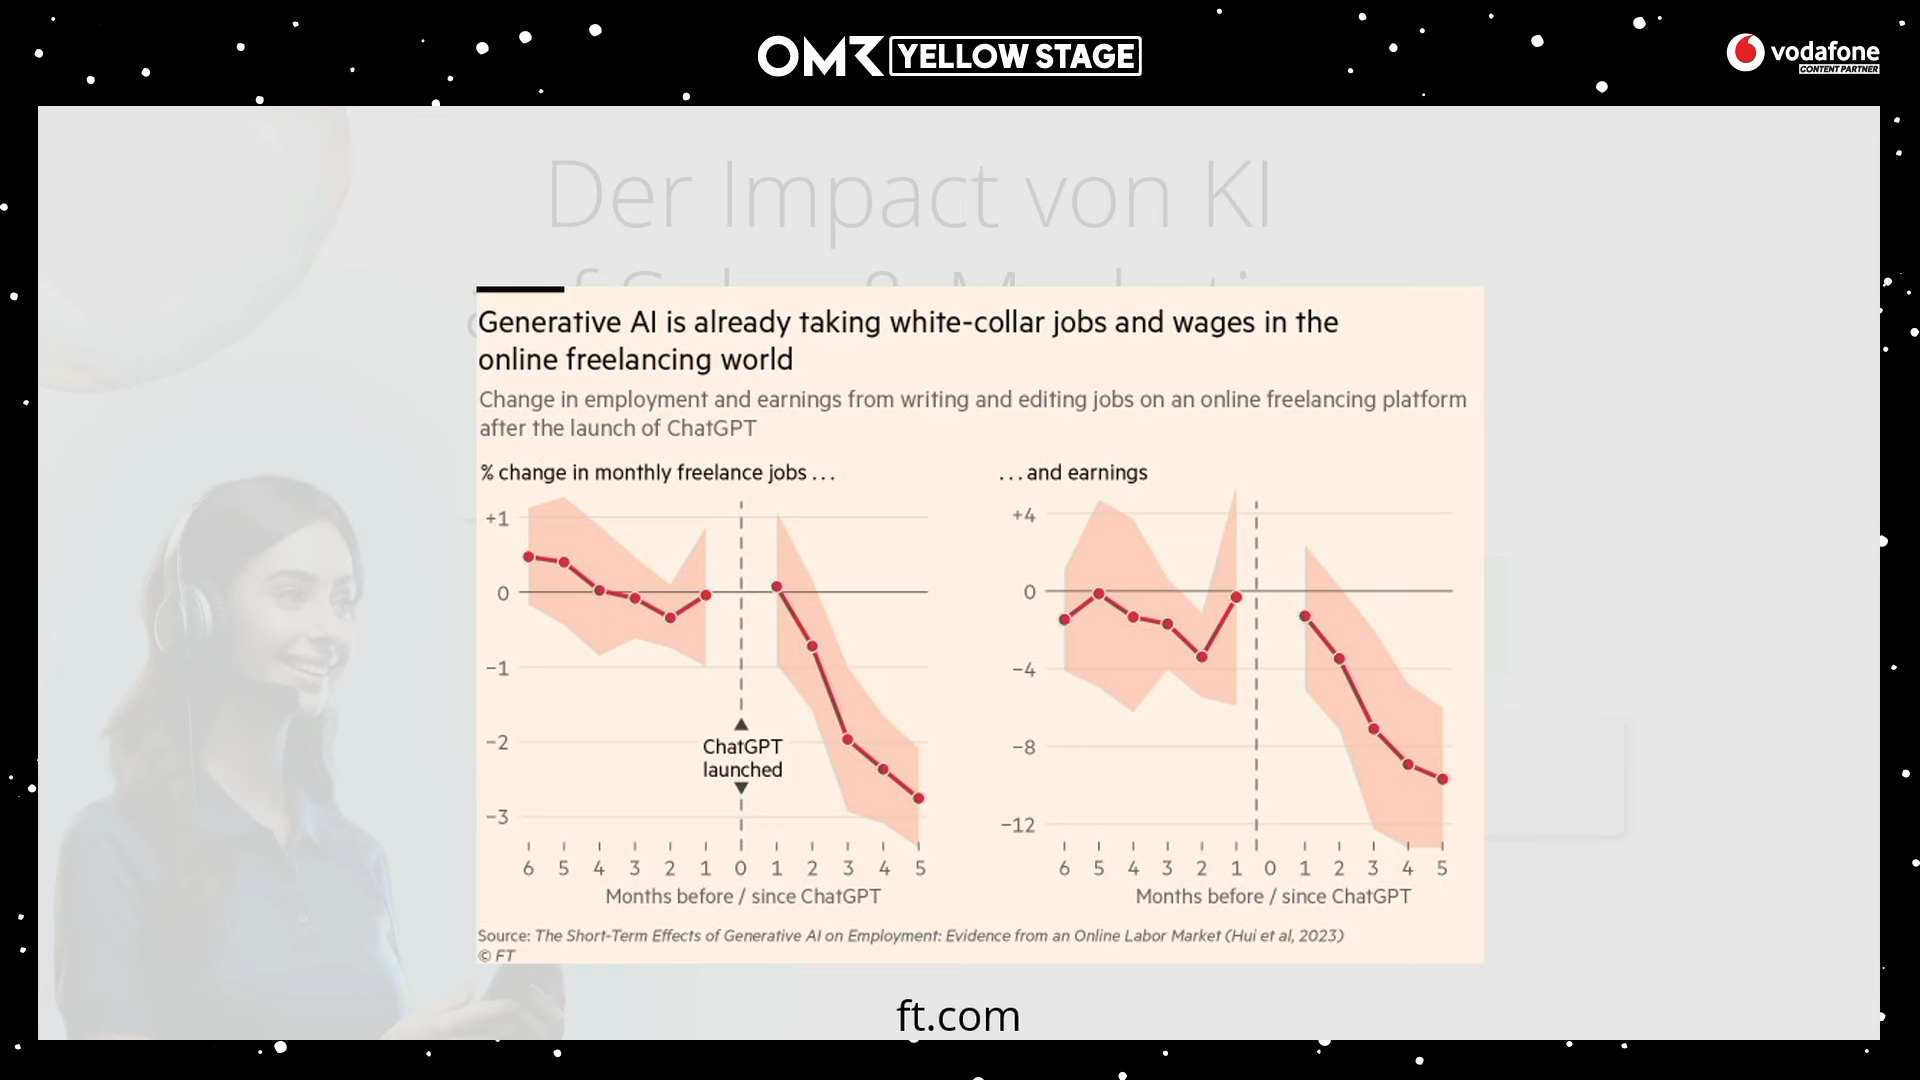 OMR YELLOW STAGE
vodafone
CONTENT PARTNER
Der Impact von KI
Generative AI is already taking white-collar jobs and wages in the
online freelancing world
Change in employment and earnings from writing and editing jobs on an online freelancing platform
after the launch of ChatGPT
% change in monthly freelance jobs ...
+1
0
−1
−2
−3
ChatGPT
launched
6 5 4 3 2 1 0 1 2 3 4 5
Months before / since ChatGPT
... and earnings
+4
0
−4
−8
−12
6 5 4 3 2 1 0 1 2 3 4 5
Months before / since ChatGPT
Source: The Short-Term Effects of Generative AI on Employment: Evidence from an Online Labor Market (Hui et al, 2023)
© FT
ft.com